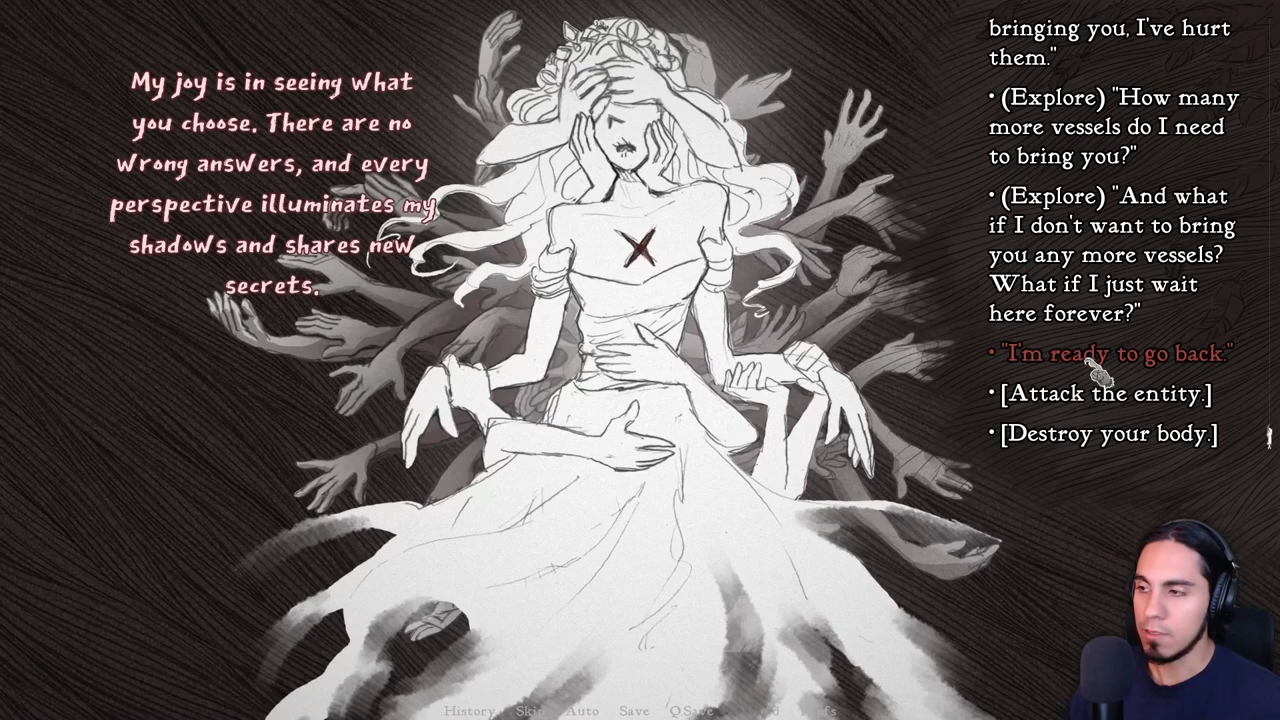 My joy is in seeing what
you choose. There are no
wrong answers, and every
perspective illuminates my
shadows and shares new
secrets.
bringing you, I've hurt
them."
• (Explore) "How many
more vessels do I need
to bring you?"
• (Explore) "And what
if I don't want to bring
you any more vessels?
What if I just wait
here forever?"
• "I'm ready to go back."
• [Attack the entity.]
• [Destroy your body.]
History Auto Save Q.Save